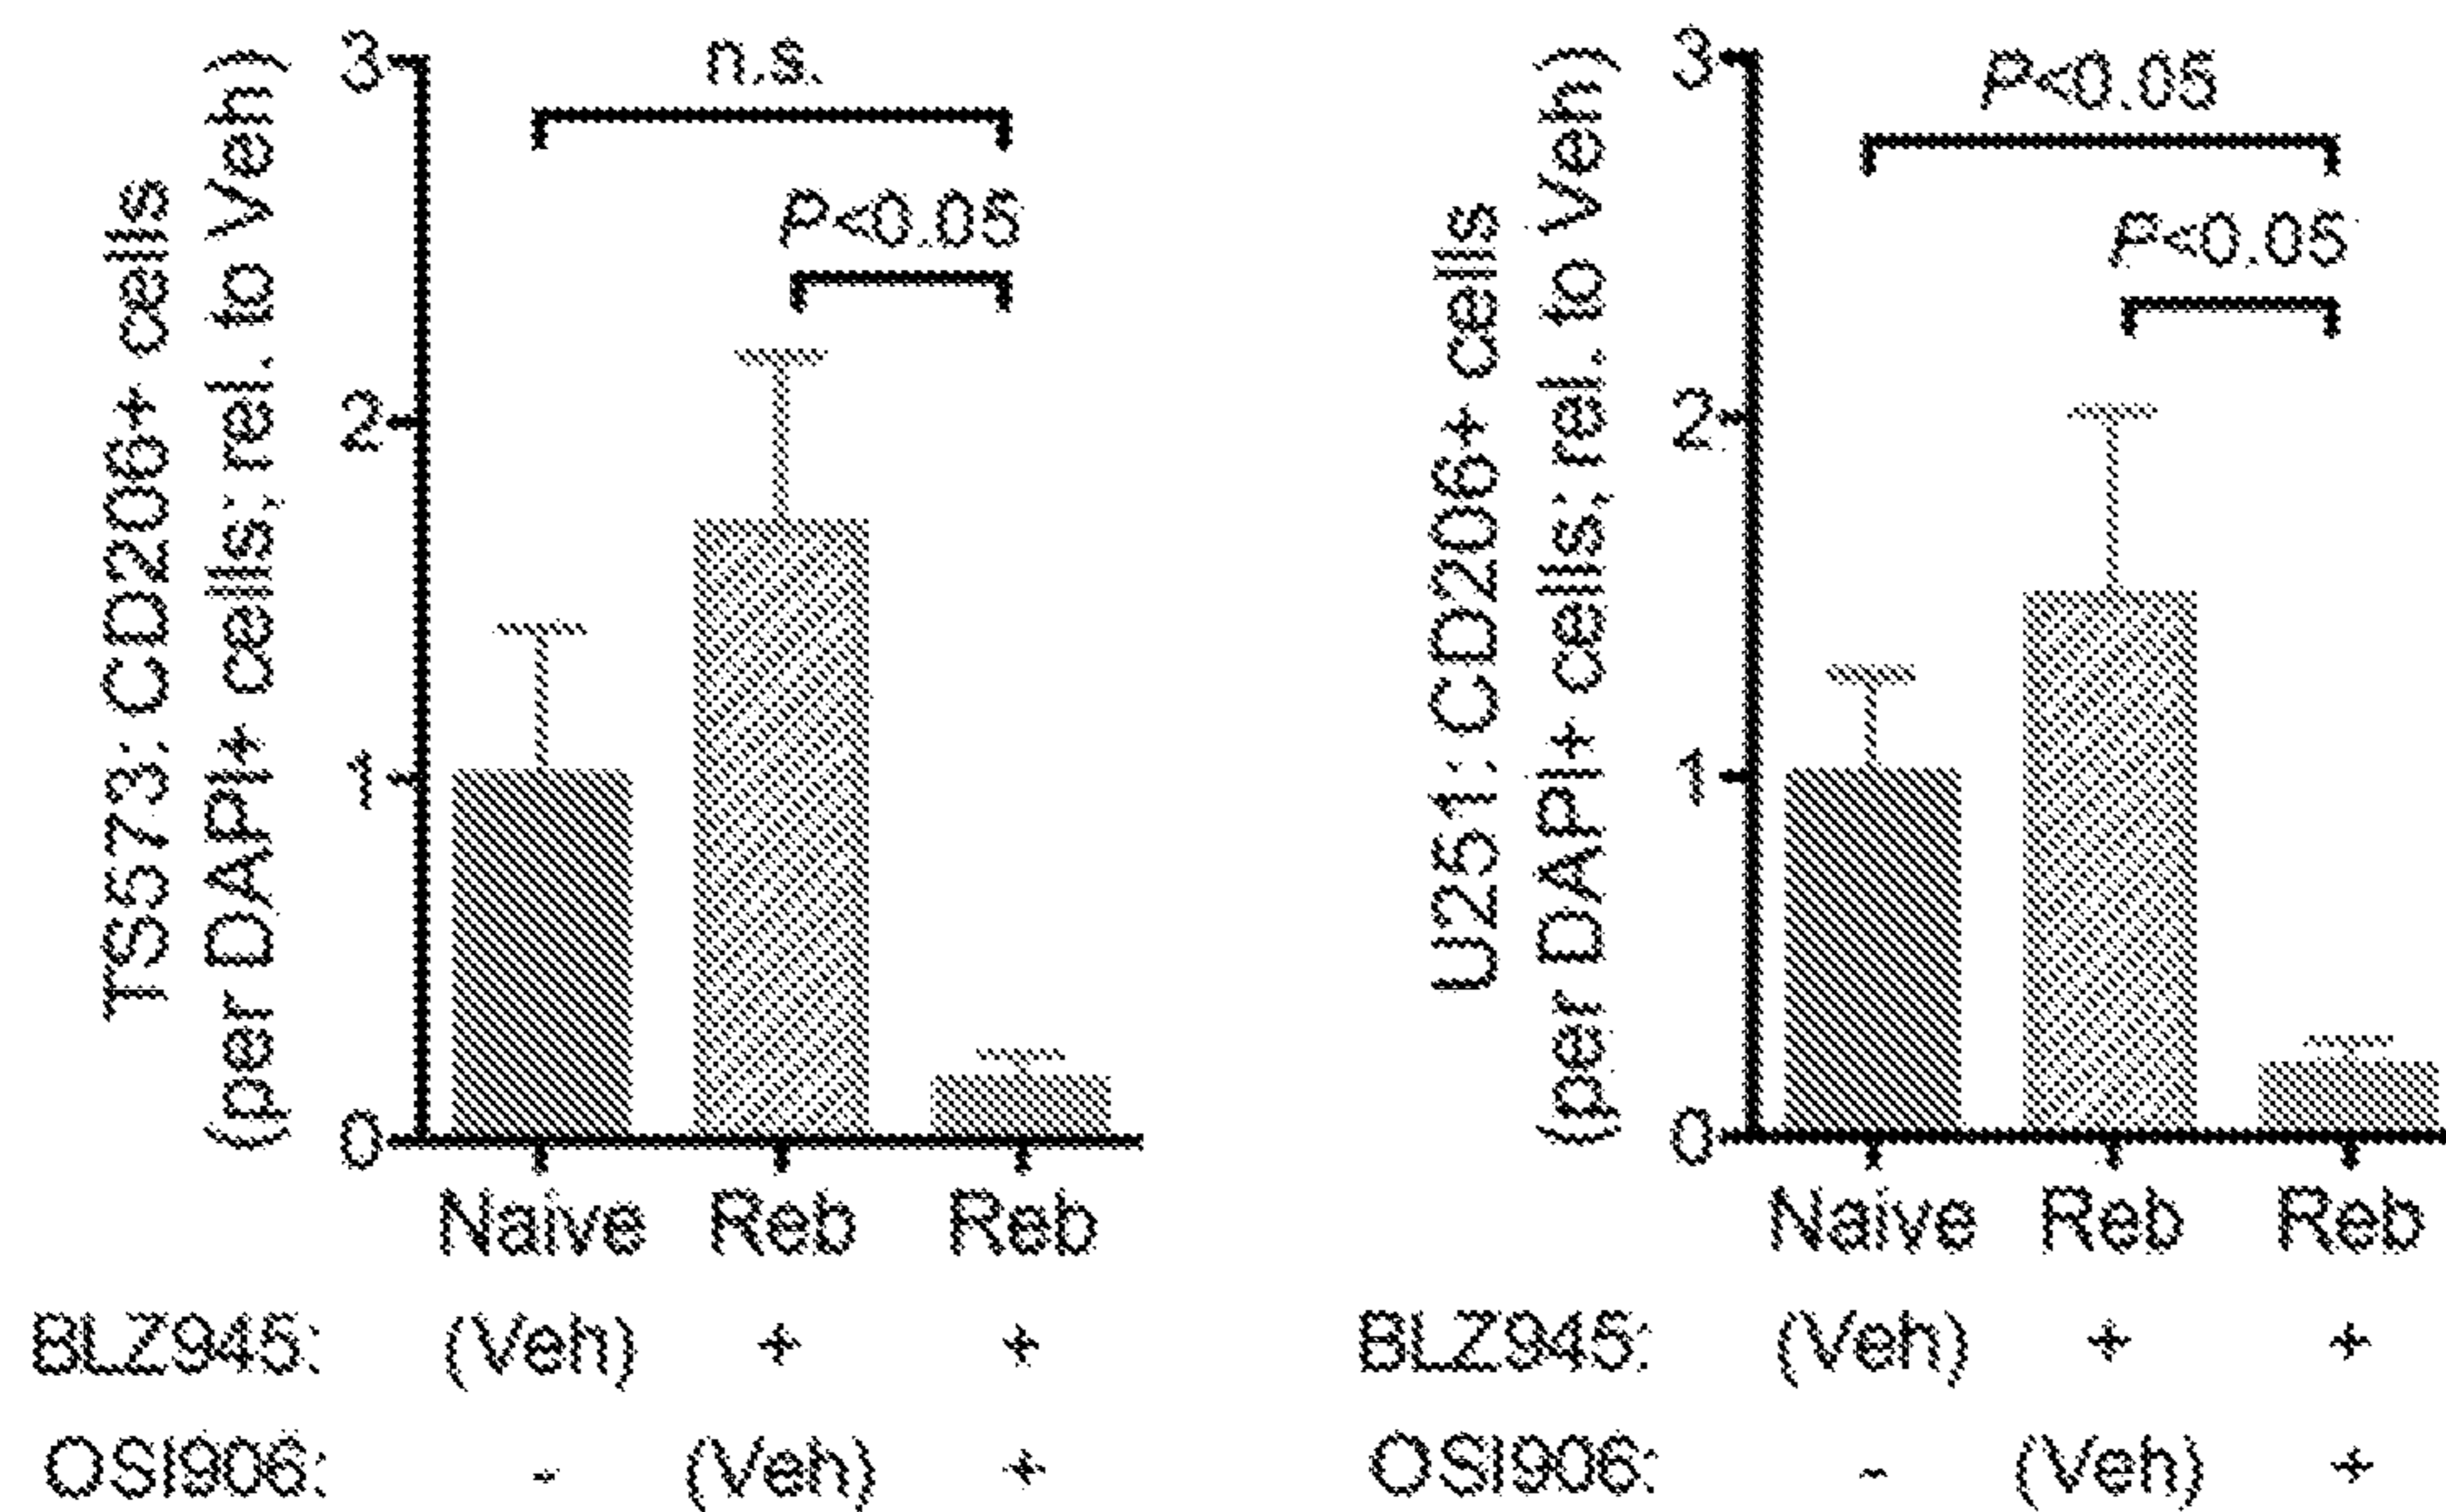 TS573: CD206+ cells
(per DAPI+ cells; rel. to Veh)
3
2
1
0
n.s.
P<0.05
Naive Reb Reb
BLZ945: (Veh) + +
OSI906: - (Veh) +
U251: CD206+ cells
(per DAPI+ cells; rel. to Veh)
3
2
1
0
P<0.05
P<0.05
Naive Reb Reb
BLZ945: (Veh) + +
OSI906: - (Veh) +